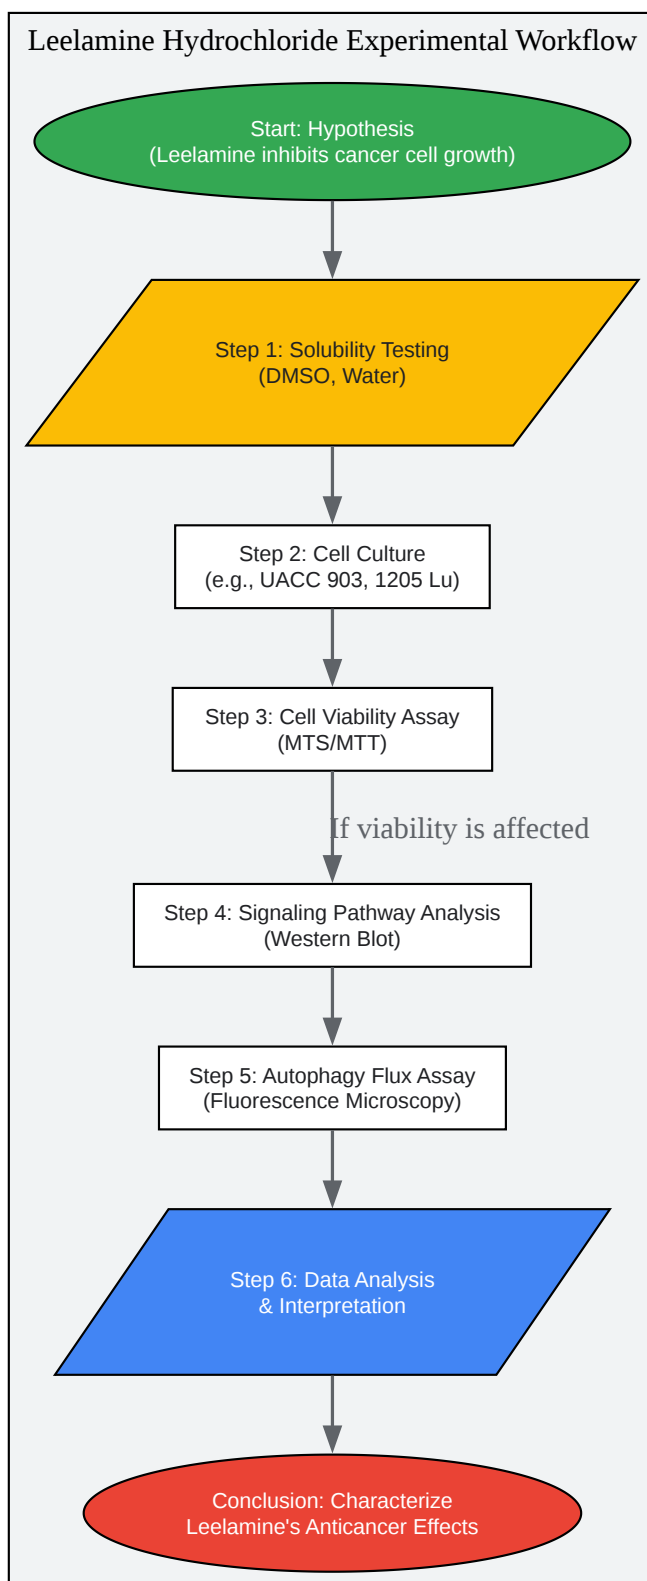 Leelamine Hydrochloride Experimental Workflow
Start: Hypothesis
(Leelamine inhibits cancer cell growth)
Step 1: Solubility Testing
(DMSO, Water)
Step 2: Cell Culture
(e.g., UACC 903, 1205 Lu)
Step 3: Cell Viability Assay
(MTS/MTT)
If viability is affected
Step 4: Signaling Pathway Analysis
(Western Blot)
Step 5: Autophagy Flux Assay
(Fluorescence Microscopy)
Step 6: Data Analysis
& Interpretation
Conclusion: Characterize
Leelamine's Anticancer Effects